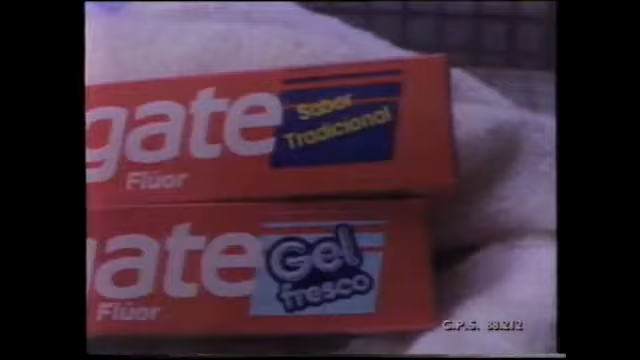 gate
Flúor
Sabor
Tradicional
gate
Flúor
Gel
fresco
C.P.S. 88.212